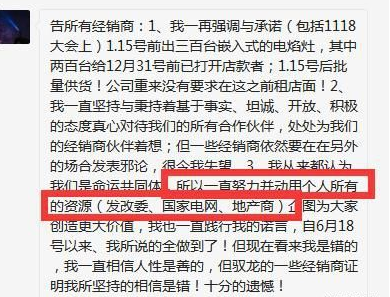 告所有经销商：1、我一再强调与承诺（包括1118
大会上）1.15号前出三百台嵌入式的电焰灶，其中
两百台给12月31号前已打开店款者；1.15号后批
量供货！公司重来没有要求在这之前租店面！2、
我一直坚持与秉持着基于事实、坦诚、开放、积极
的态度真心对待我们的所有合作伙伴，处处为我们
的经销商伙伴着想；但一些经销商依然要在在另外
的场合发表邪论，很令我失望。3、我从来都认为
我们是命运共同体，所以一直努力并动用个人所有
的资源（发改委、国家电网、地产商）企图为大家
创造更大价值，我也一直践行我的诺言，自6月18
号以来、我所说的全做到了！但现在看来我是错的
，我一直相信人性是善的，但驭龙的一些经销商证
明我所坚持的相信是错！十分的遗憾！